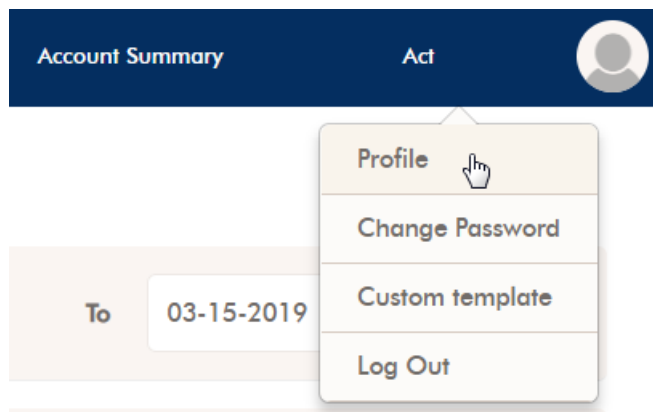 Account Summary Act
Profile
Change Password
Custom template
To 03-15-2019
Log Out